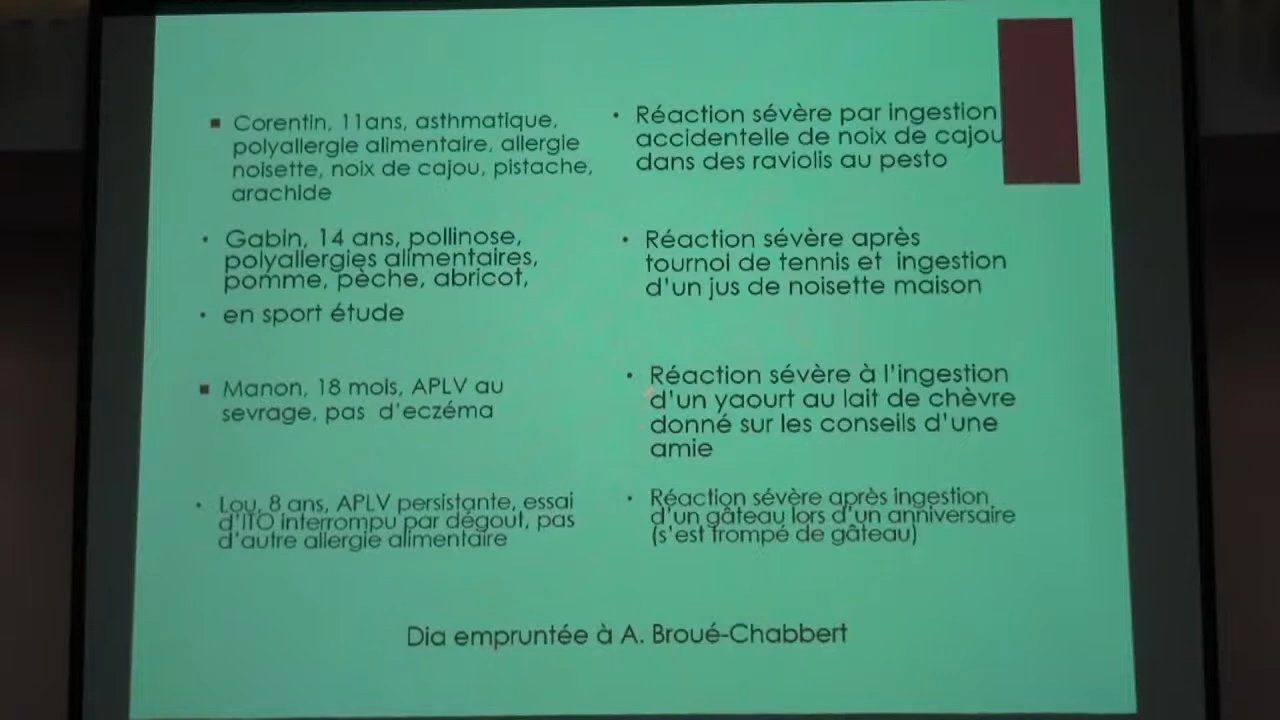 Corentin, 11ans, asthmatique,
polyallergie alimentaire, allergie
noisette, noix de cajou, pistache,
arachide
Réaction sévère par ingestion
accidentelle de noix de cajou
dans des raviolis au pesto
Gabin, 14 ans, pollinose,
polyallergies alimentaires,
pomme, pèche, abricot,
en sport étude
Réaction sévère après
tournoi de tennis et ingestion
d'un jus de noisette maison
Manon, 18 mois, APLV au
sevrage, pas d'eczéma
Réaction sévère à l'ingestion
d'un yaourt au lait de chèvre
donné sur les conseils d'une
amie
Lou, 8 ans, APLV persistante, essai
d'ITO interrompu par dégout, pas
d'autre allergie alimentaire
Réaction sévère après ingestion
d'un gâteau lors d'un anniversaire
(s'est trompé de gâteau)
Dia empruntée à A. Broué-Chabbert